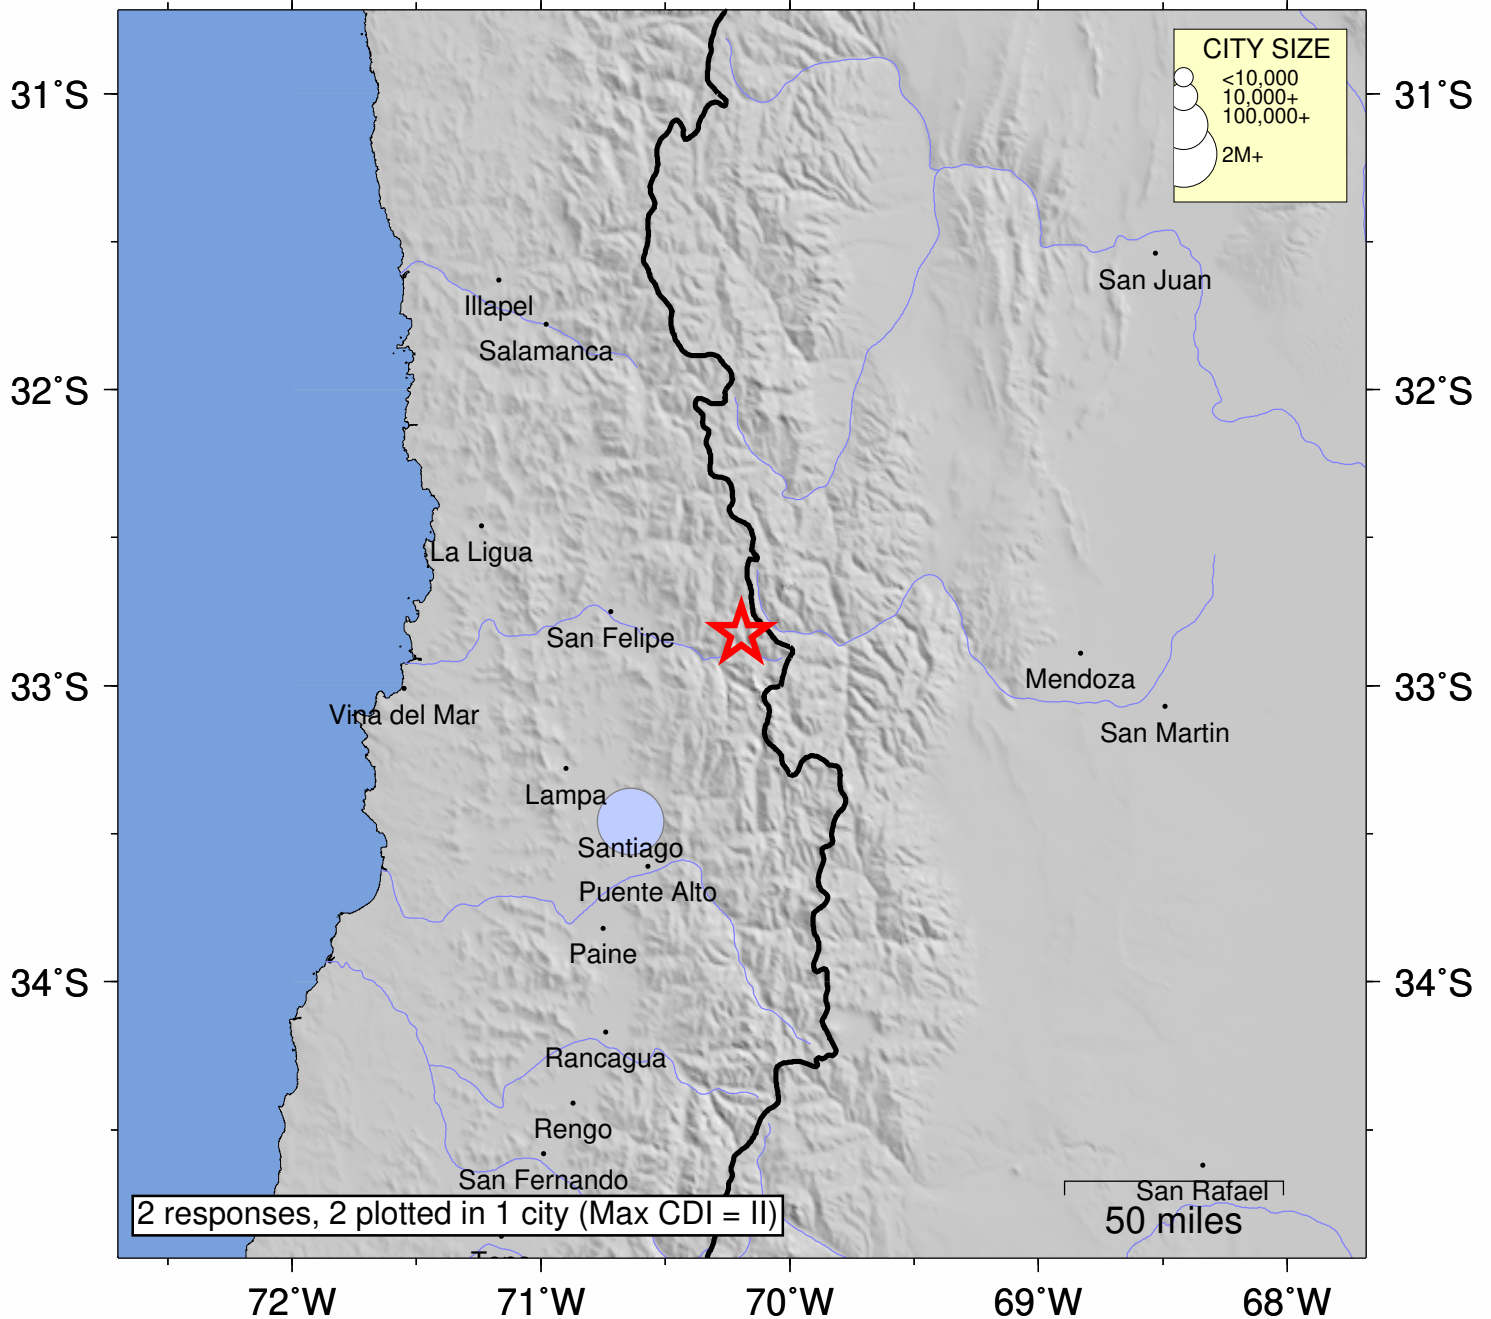 CITY SIZE
<10,000
10,000+
100,000+
2M+
31°S
31°S
San Juan
Illapel
Salamanca
32°S
32°S
La Ligua
San Felipe
Mendoza
33°S
33°S
Vina del Mar
San Martin
Lampa
Santiago
Puente Alto
Paine
34°S
34°S
Rancagua
Rengo
San Fernando
San Rafael
2 responses, 2 plotted in 1 city (Max CDI = II)
50 miles
72°W
71°W
70°W
69°W
68°W